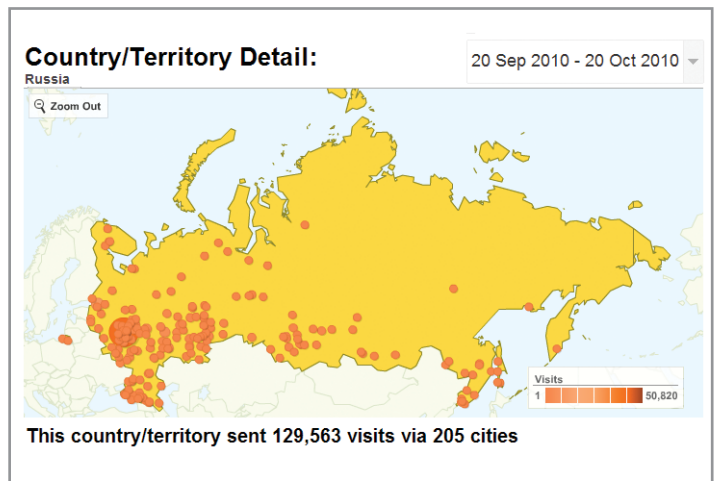 Country/Territory Detail:
20 Sep 2010 - 20 Oct 2010
Russia
Zoom Out
Visits
1
50,820
This country/territory sent 129,563 visits via 205 cities